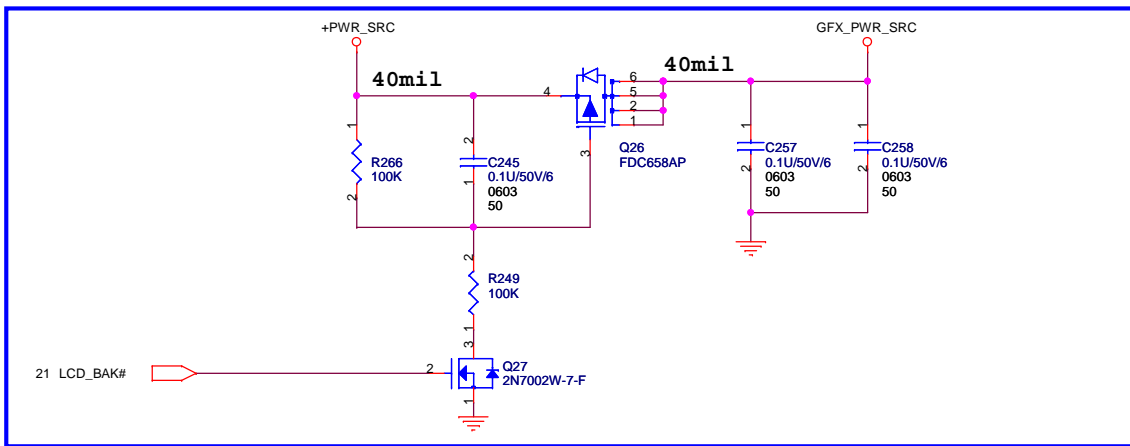 +PWR_SRC
GFX_PWR_SRC
40mil
40mil
4
6
5
2
1
3
Q26
FDC658AP
1
R266
100K
2
2
C245
0.1U/50V/6
0603
50
1
1
C257
0.1U/50V/6
0603
50
2
1
C258
0.1U/50V/6
0603
50
2
2
R249
100K
1
3
Q27
2N7002W-7-F
2
1
21 LCD_BAK#